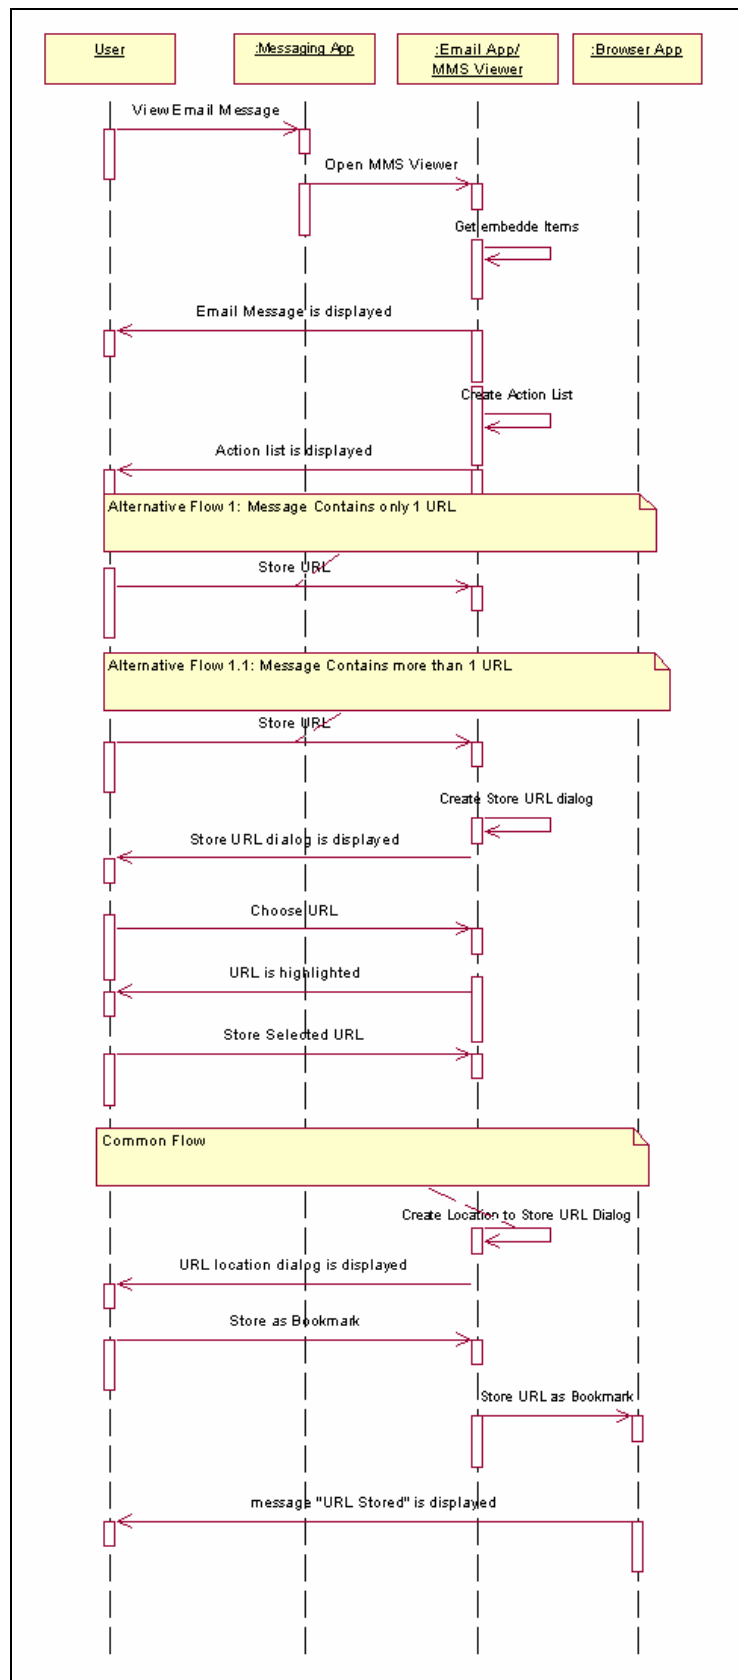 User
:Messaging App
:Email App/
MMS Viewer
:Browser App
View Email Message
Open MMS Viewer
Get embedde Items
Email Message is displayed
Create Action List
Action list is displayed
Alternative Flow 1: Message Contains only 1 URL
Store URL
Alternative Flow 1.1: Message Contains more than 1 URL
Store URL
Create Store URL dialog
Store URL dialog is displayed
Choose URL
URL is highlighted
Store Selected URL
Common Flow
Create Location to Store URL Dialog
URL location dialog is displayed
Store as Bookmark
Store URL as Bookmark
message "URL Stored" is displayed